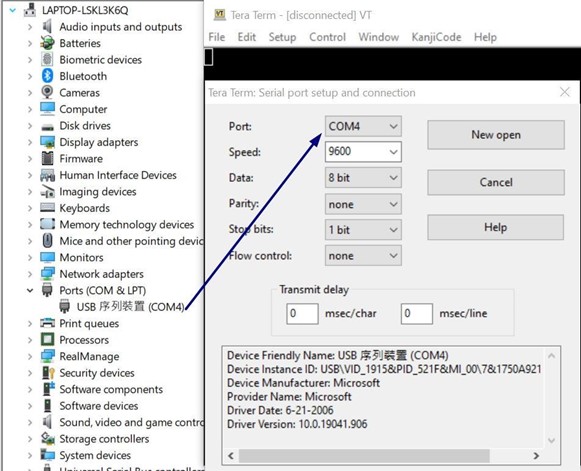 LAPTOP-LSKL3K6Q
Audio inputs and outputs
Batteries
Biometric devices
Bluetooth
Cameras
Computer
Disk drives
Display adapters
Firmware
Human Interface Devices
Imaging devices
Keyboards
Memory technology devices
Mice and other pointing devic
Monitors
Network adapters
Ports (COM & LPT)
USB 序列裝置 (COM4)
Print queues
Processors
RealManage
Security devices
Software components
Software devices
Sound, video and game contro
Storage controllers
System devices
Universal Serial Bus controllers
VT
Tera Term - [disconnected] VT
File Edit Setup Control Window KanjiCode Help
Tera Term: Serial port setup and connection
Port: COM4
New open
Speed: 9600
Data: 8 bit
Cancel
Parity: none
Stop bits: 1 bit
Help
Flow control: none
Transmit delay
0 msec/char 0 msec/line
Device Friendly Name: USB 序列裝置 (COM4)
Device Instance ID: USB\VID_1915&PID_521F&MI_00\7&1750A921
Device Manufacturer: Microsoft
Provider Name: Microsoft
Driver Date: 6-21-2006
Driver Version: 10.0.19041.906